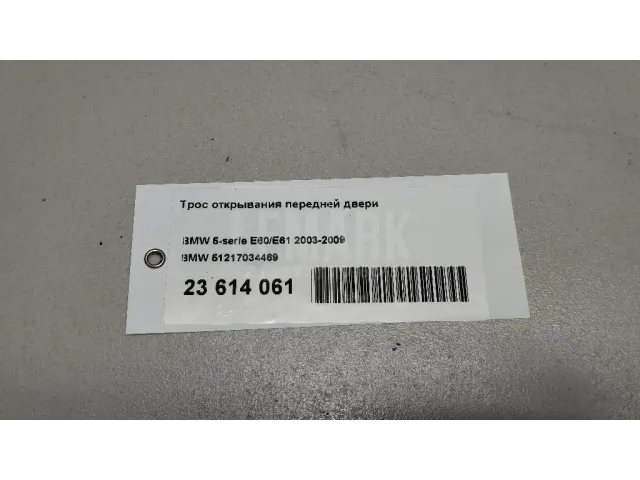 Трос открывания передней двери
BMW 5-serie E60/E61 2003-2009
BMW 51217034469
23 614 061